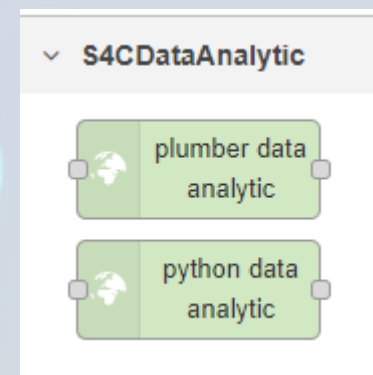 S4CDataAnalytic
plumber data
analytic
python data
analytic